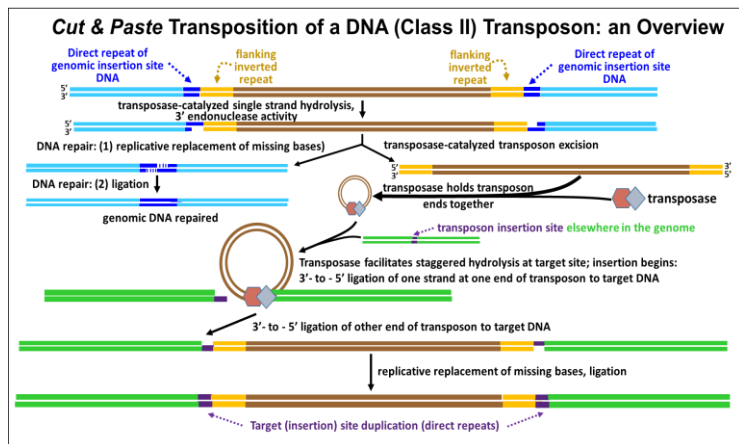 Cut & Paste Transposition of a DNA (Class II) Transposon: an Overview
Direct repeat of
genomic insertion site
DNA
flanking
inverted
repeat
flanking
inverted
repeat
Direct repeat of
genomic insertion site
DNA
5’
3’
transposase-catalyzed single strand hydrolysis,
3’ endonuclease activity
5’
3’
DNA repair: (1) replicative replacement of missing bases)
transposase-catalyzed transposon excision
5’
3’
3’
5’
DNA repair: (2) ligation
genomic DNA repaired
transposase holds transposon
ends together
transposase
transposon insertion site elsewhere in the genome
Transposase facilitates staggered hydrolysis at target site; insertion begins:
3’- to - 5’ ligation of one strand at one end of transposon to target DNA
3’- to - 5’ ligation of other end of transposon to target DNA
replicative replacement of missing bases, ligation
Target (insertion) site duplication (direct repeats)